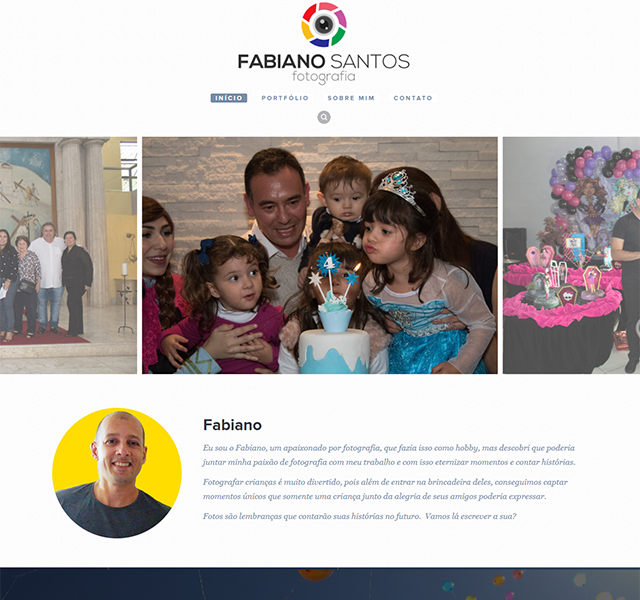 FABIANO SANTOS
fotografia
INÍCIO PORTFÓLIO SOBRE MIM CONTATO
4
Fabiano
Eu sou o Fabiano, um apaixonado por fotografia, que fazia isso como hobby, mas descobri que poderia
juntar minha paixão de fotografia com meu trabalho e com isso eternizar momentos e contar histórias.
Fotografar crianças é muito divertido, pois além de entrar na brincadeira deles, conseguimos captar
momentos únicos que somente uma criança junto da alegria de seus amigos poderia expressar.
Fotos são lembranças que contarão suas histórias no futuro. Vamos lá escrever a sua?